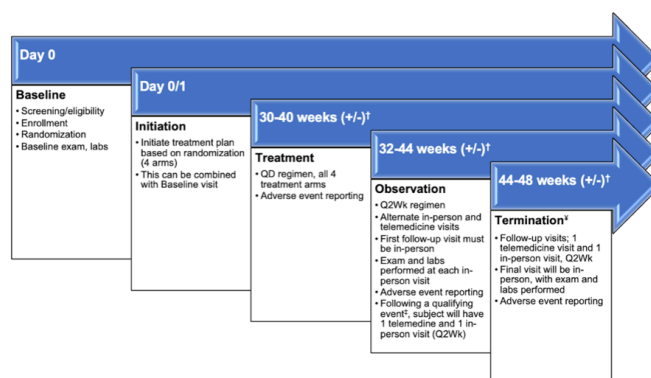 Day 0
Baseline
• Screening/eligibility
• Enrollment
• Randomization
• Baseline exam, labs
Day 0/1
Initiation
• Initiate treatment plan
based on randomization
(4 arms)
• This can be combined
with Baseline visit
30-40 weeks (+/-)†
Treatment
• QD regimen, all 4
treatment arms
• Adverse event reporting
32-44 weeks (+/-)†
Observation
• Q2Wk regimen
• Alternate in-person and
telemedicine visits
• First follow-up visit must
be in-person
• Exam and labs
performed at each in-
person visit
• Adverse event reporting
• Following a qualifying
event‡, subject will have
1 telemedine and 1 in-
person visit (Q2Wk)
44-48 weeks (+/-)†
Termination¥
• Follow-up visits; 1
telemedicine visit and 1
in-person visit, Q2Wk
• Final visit will be in-
person, with exam and
labs performed
• Adverse event reporting